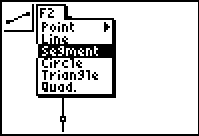 F2
Point
Line
Segment
Circle
Triangle
Quad.